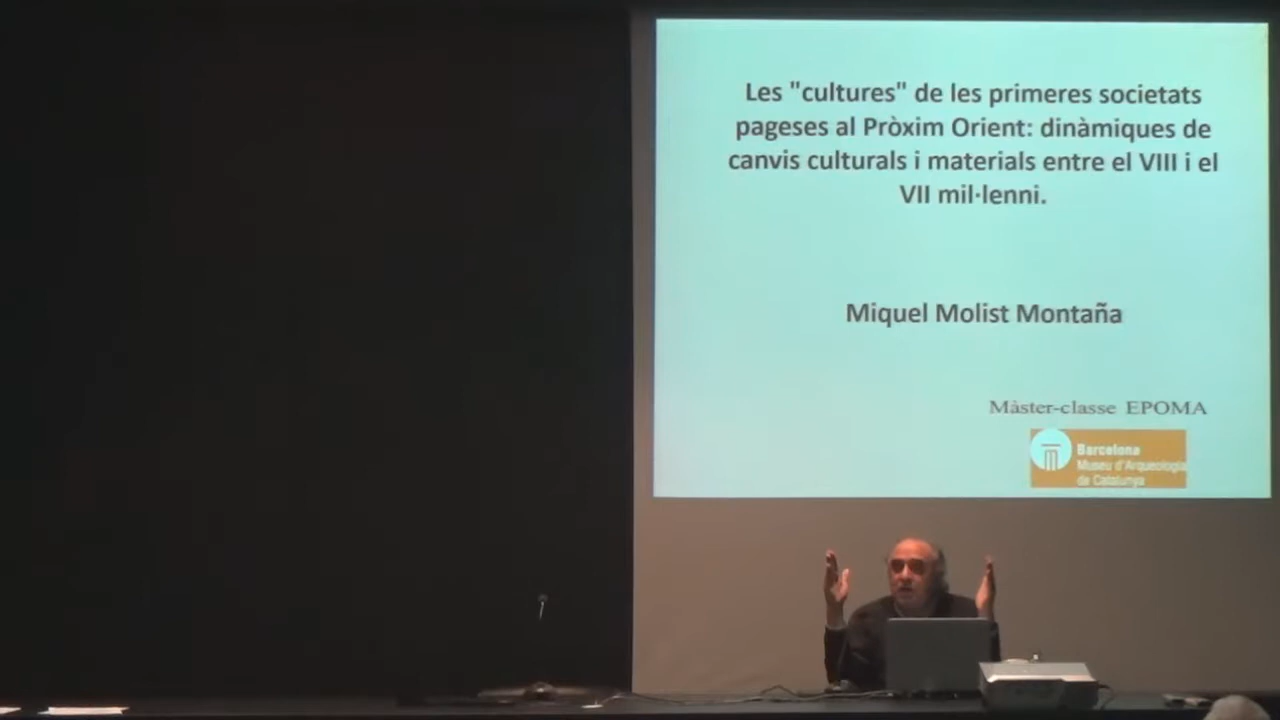 Les "cultures" de les primeres societats
pageses al Pròxim Orient: dinàmiques de
canvis culturals i materials entre el VIII i el
VII mil·lenni.
Miquel Molist Montaña
Màster-classe EPOMA
Barcelona
Museu d'Arqueologia
de Catalunya